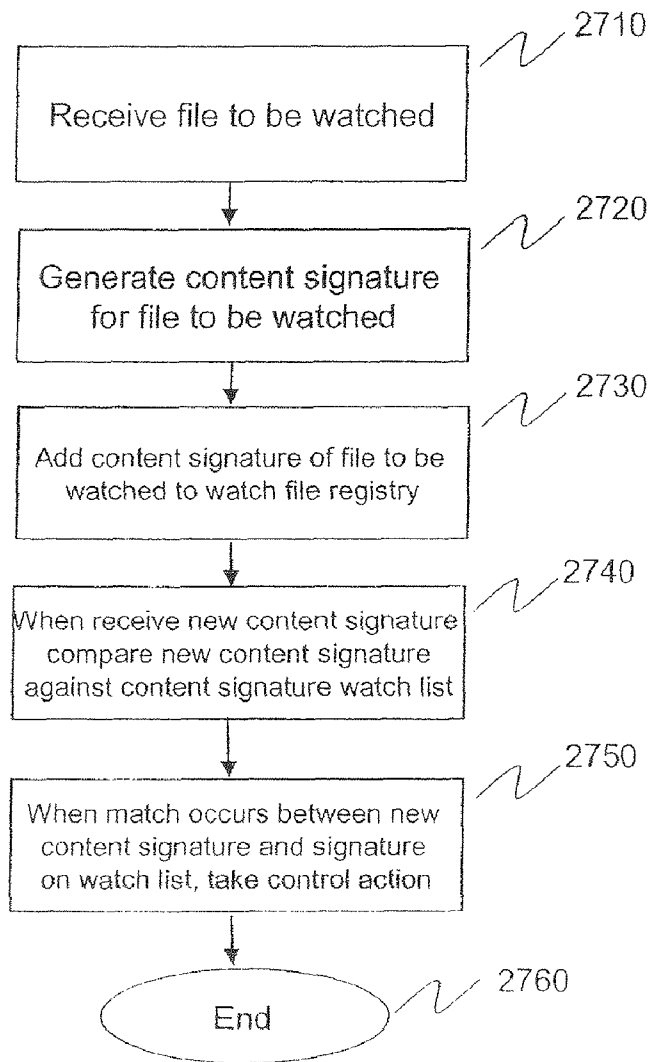 2710
Receive file to be watched
2720
Generate content signature
for file to be watched
2730
Add content signature of file to be
watched to watch file registry
2740
When receive new content signature
compare new content signature
against content signature watch list
2750
When match occurs between new
content signature and signature
on watch list, take control action
2760
End